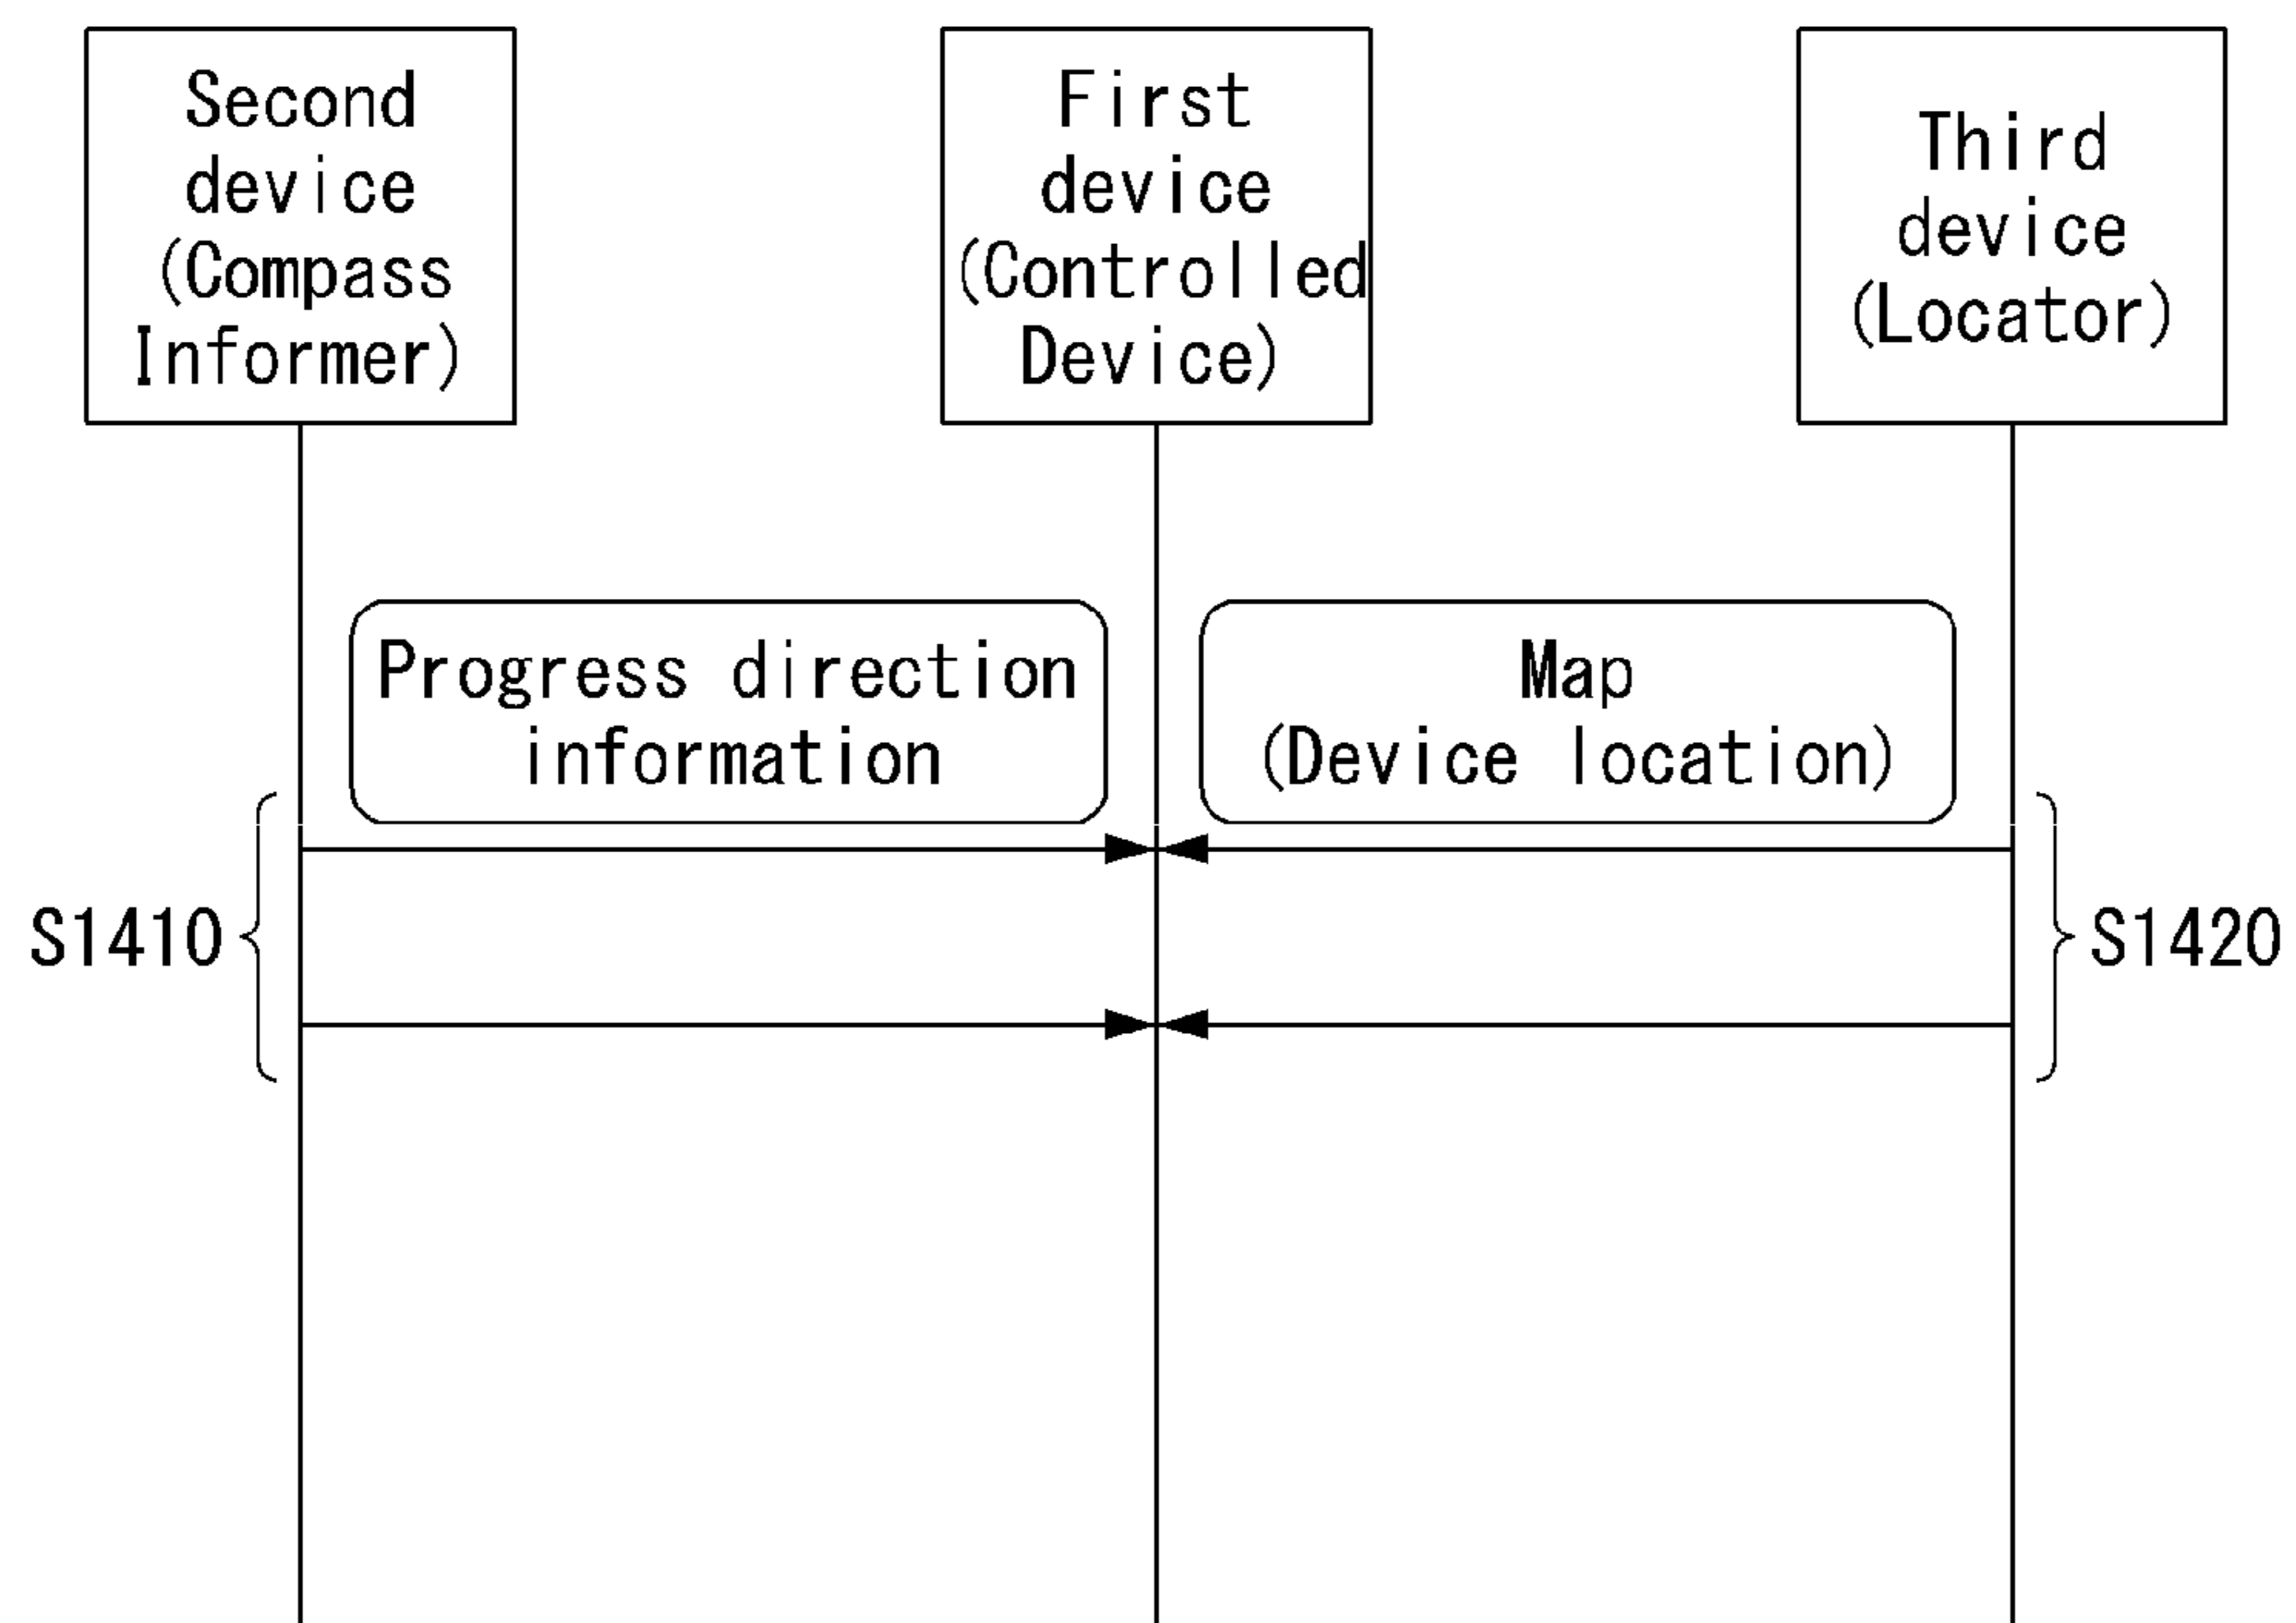 Second
device
(Compass
Informer)
First
device
(Controlled
Device)
Third
device
(Locator)
Progress direction
information
Map
(Device location)
S1410
S1420